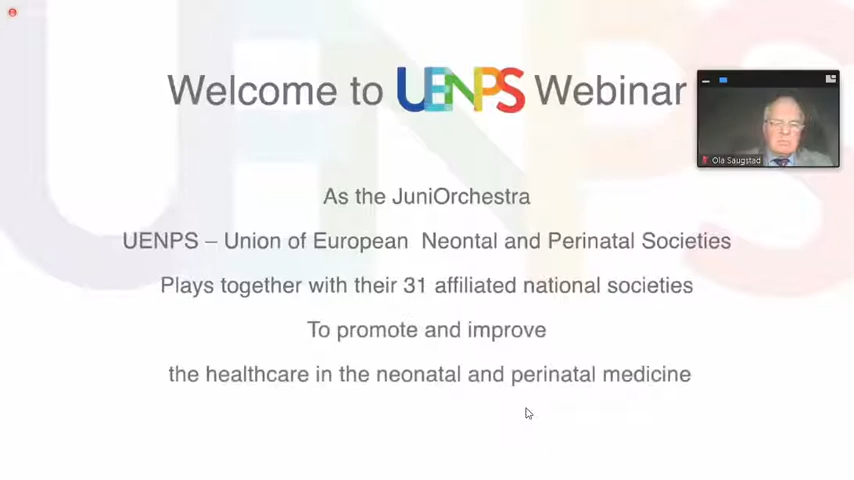 Welcome to UENPS Webinar
Ola Saugstad
As the JuniOrchestra
UENPS – Union of European Neontal and Perinatal Societies
Plays together with their 31 affiliated national societies
To promote and improve
the healthcare in the neonatal and perinatal medicine